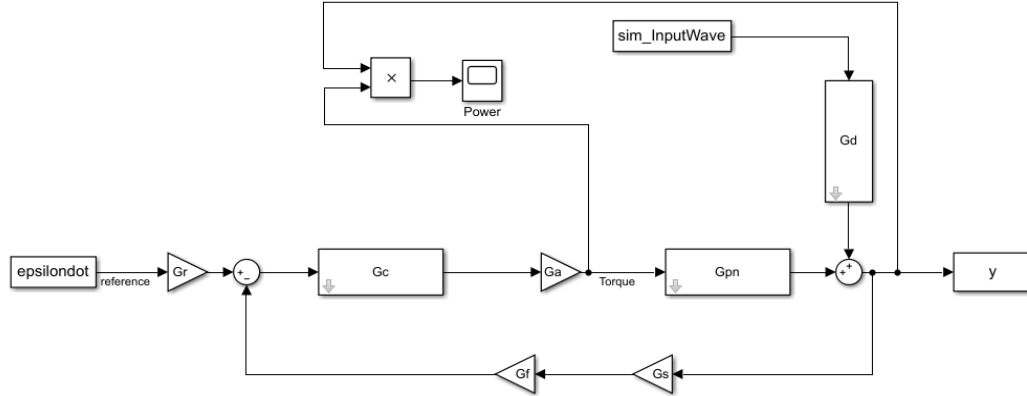 sim_InputWave
×
Power
Gd
epsilondot
reference
Gr
+
−
Gc
Ga
Torque
Gpn
+
+
y
Gf
Gs